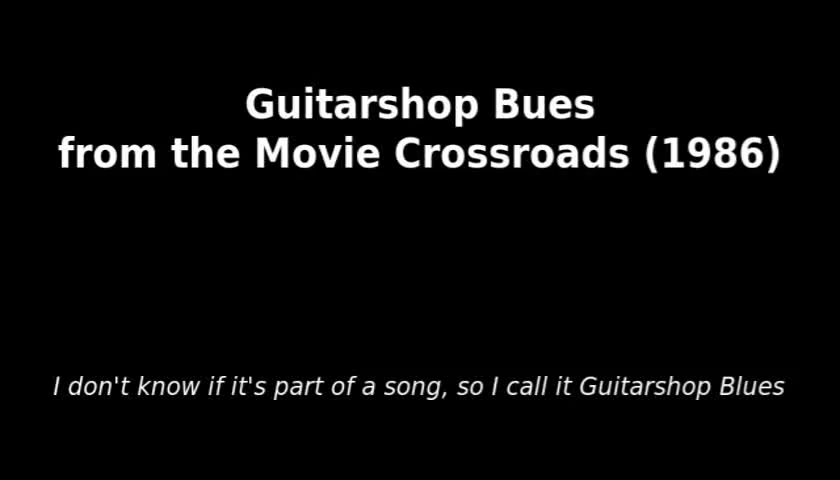 Guitarshop Bues
from the Movie Crossroads (1986)
I don't know if it's part of a song, so I call it Guitarshop Blues